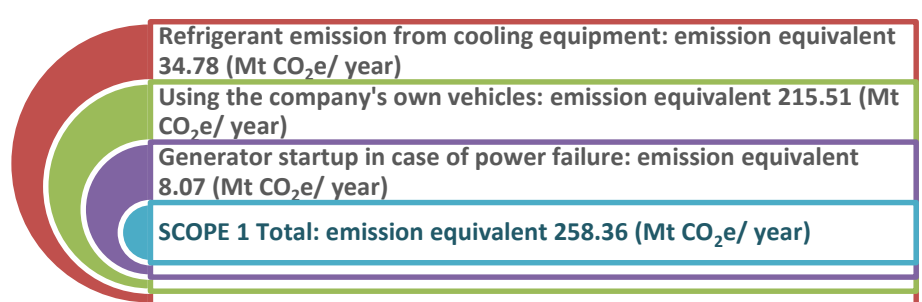 Refrigerant emission from cooling equipment: emission equivalent
34.78 (Mt CO₂e/ year)
Using the company's own vehicles: emission equivalent 215.51 (Mt
CO₂e/ year)
Generator startup in case of power failure: emission equivalent
8.07 (Mt CO₂e/ year)
SCOPE 1 Total: emission equivalent 258.36 (Mt CO₂e/ year)